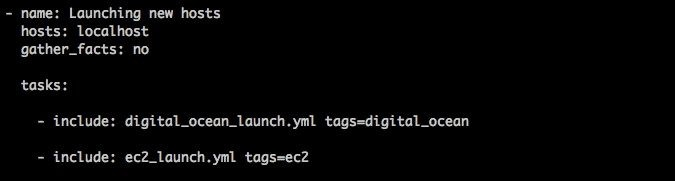 - name: Launching new hosts
  hosts: localhost
  gather_facts: no

  tasks:

    - include: digital_ocean_launch.yml tags=digital_ocean

    - include: ec2_launch.yml tags=ec2